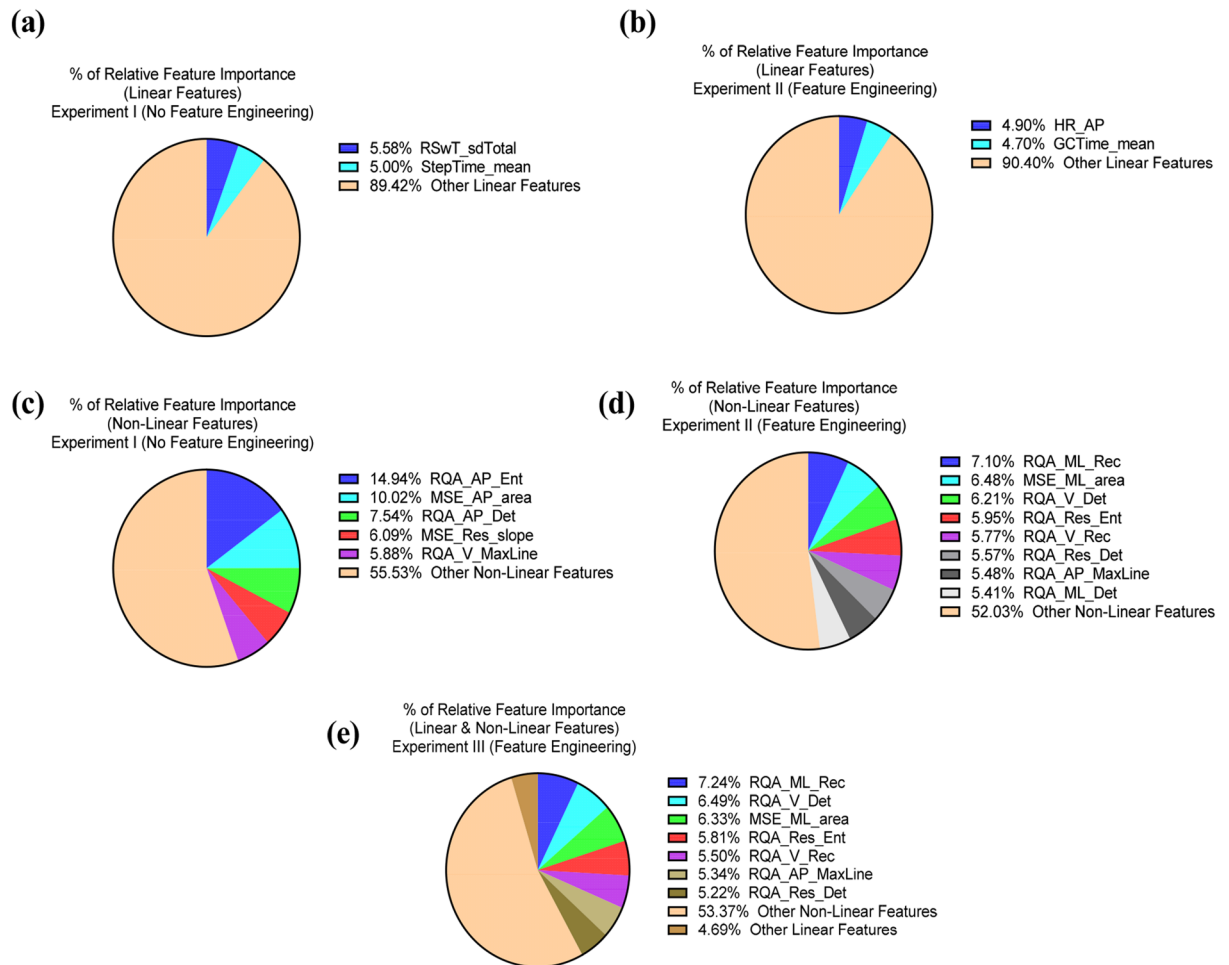 (a)
% of Relative Feature Importance
(Linear Features)
Experiment I (No Feature Engineering)
5.58% RSwT_sdTotal
5.00% StepTime_mean
89.42% Other Linear Features
(b)
% of Relative Feature Importance
(Linear Features)
Experiment II (Feature Engineering)
4.90% HR_AP
4.70% GCTime_mean
90.40% Other Linear Features
(c)
% of Relative Feature Importance
(Non-Linear Features)
Experiment I (No Feature Engineering)
14.94% RQA_AP_Ent
10.02% MSE_AP_area
7.54% RQA_AP_Det
6.09% MSE_Res_slope
5.88% RQA_V_MaxLine
55.53% Other Non-Linear Features
(d)
% of Relative Feature Importance
(Non-Linear Features)
Experiment II (Feature Engineering)
7.10% RQA_ML_Rec
6.48% MSE_ML_area
6.21% RQA_V_Det
5.95% RQA_Res_Ent
5.77% RQA_V_Rec
5.57% RQA_Res_Det
5.48% RQA_AP_MaxLine
5.41% RQA_ML_Det
52.03% Other Non-Linear Features
(e)
% of Relative Feature Importance
(Linear & Non-Linear Features)
Experiment III (Feature Engineering)
7.24% RQA_ML_Rec
6.49% RQA_V_Det
6.33% MSE_ML_area
5.81% RQA_Res_Ent
5.50% RQA_V_Rec
5.34% RQA_AP_MaxLine
5.22% RQA_Res_Det
53.37% Other Non-Linear Features
4.69% Other Linear Features